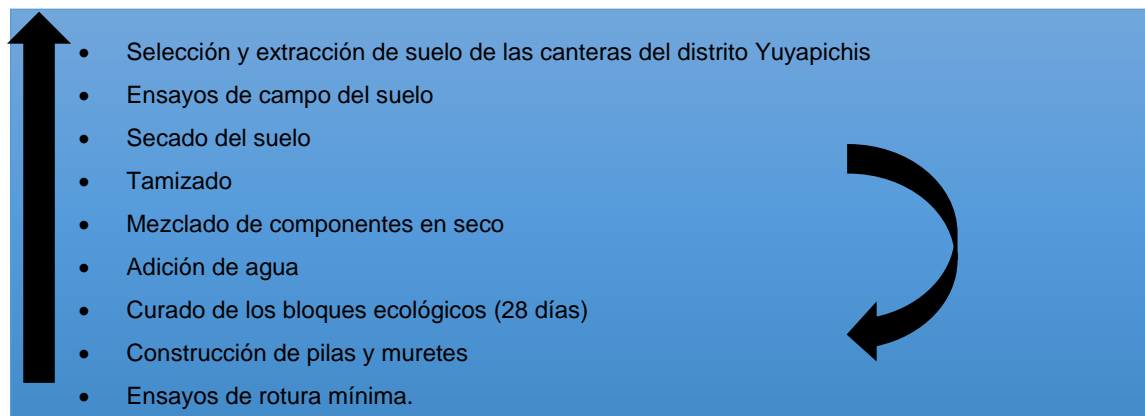 • Selección y extracción de suelo de las canteras del distrito Yuyapichis
• Ensayos de campo del suelo
• Secado del suelo
• Tamizado
• Mezclado de componentes en seco
• Adición de agua
• Curado de los bloques ecológicos (28 días)
• Construcción de pilas y muretes
• Ensayos de rotura mínima.